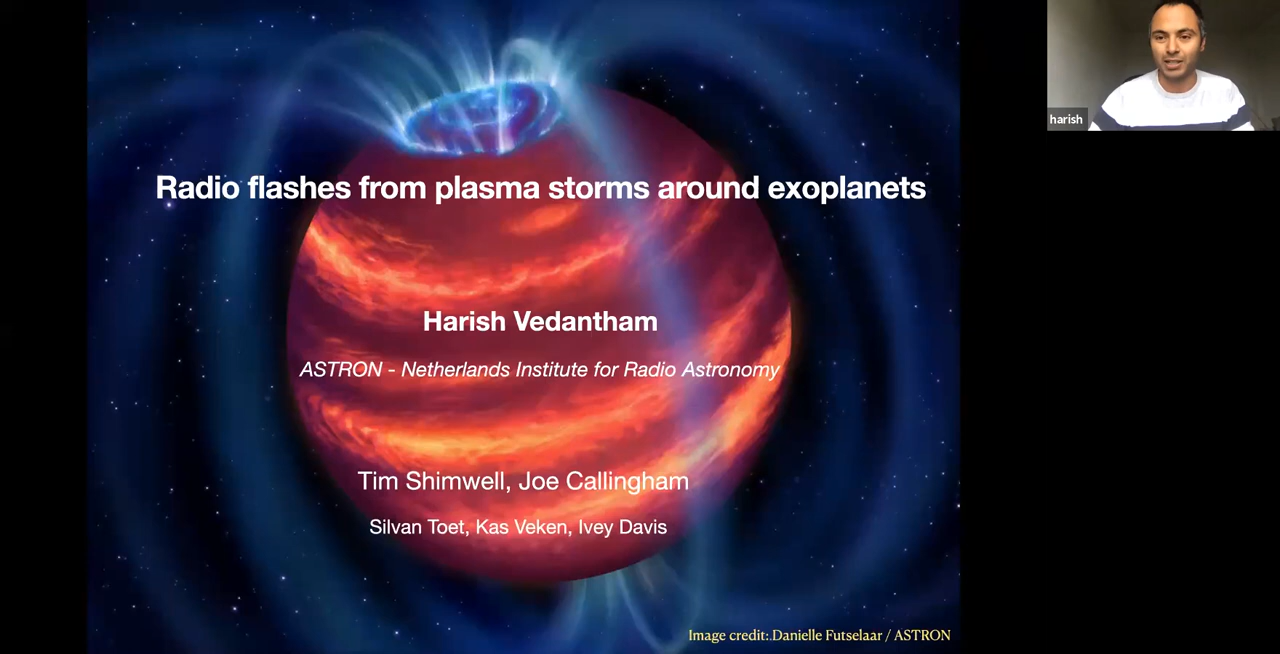 harish
Radio flashes from plasma storms around exoplanets
Harish Vedantham
ASTRON - Netherlands Institute for Radio Astronomy
Tim Shimwell, Joe Callingham
Silvan Toet, Kas Veken, Ivey Davis
Image credit:.Danielle Futselaar / ASTRON